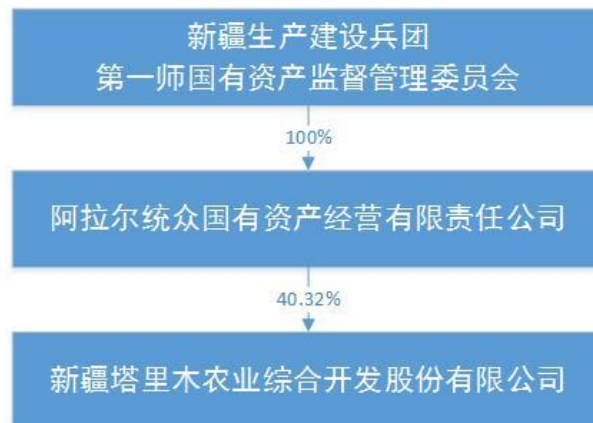 新疆生产建设兵团
第一师国有资产监督管理委员会
100%
阿拉尔统众国有资产经营有限责任公司
40.32%
新疆塔里木农业综合开发股份有限公司